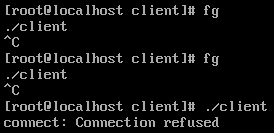 [root@localhost client]# fg
./client
^C
[root@localhost client]# fg
./client
^C
[root@localhost client]# ./client
connect: Connection refused